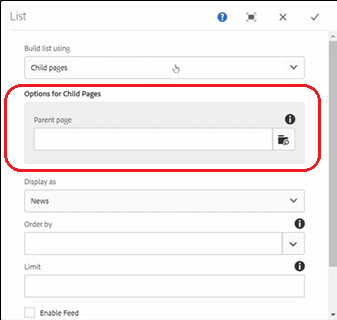 List
Build list using
Child pages
Options for Child Pages
Parent page
Display as
News
Order by
Limit
Enable Feed